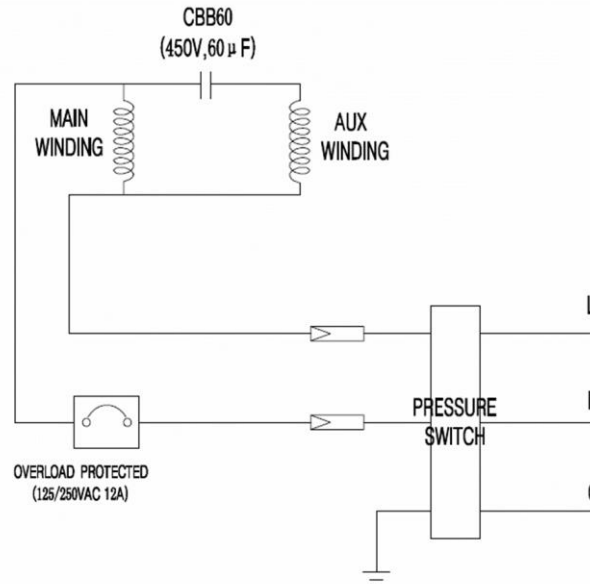 CBB60
(450V,60μF)
MAIN
WINDING
AUX
WINDING
L
PRESSURE
SWITCH
OVERLOAD PROTECTED
(125/250VAC 12A)